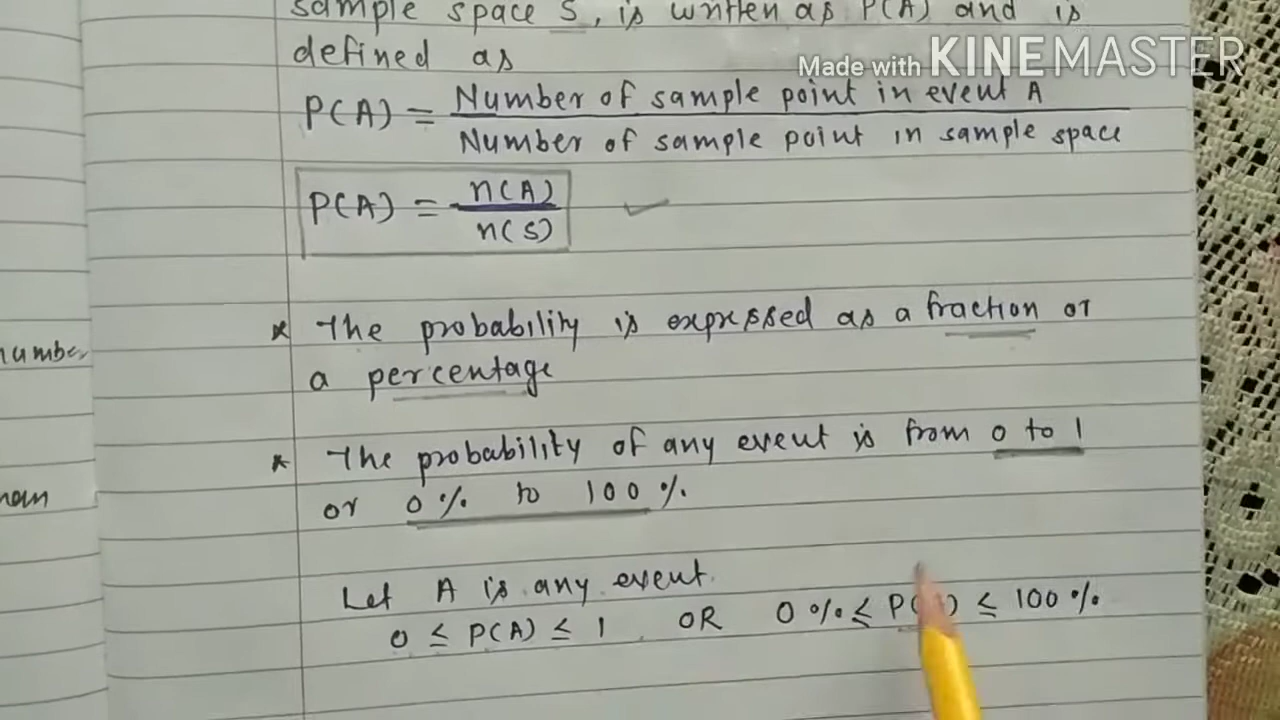 sample space S, is written as P(A) and is
defined as
Made with KINEMASTER
P(A) = Number of sample point in event A
Number of sample point in sample space
P(A) = n(A)
n(S)
* The probability is expressed as a fraction or
a percentage
number
* The probability of any event is from 0 to 1
or 0% to 100%
Let A is any event.
0 ≤ P(A) ≤ 1 OR 0% ≤ P( ) ≤ 100%